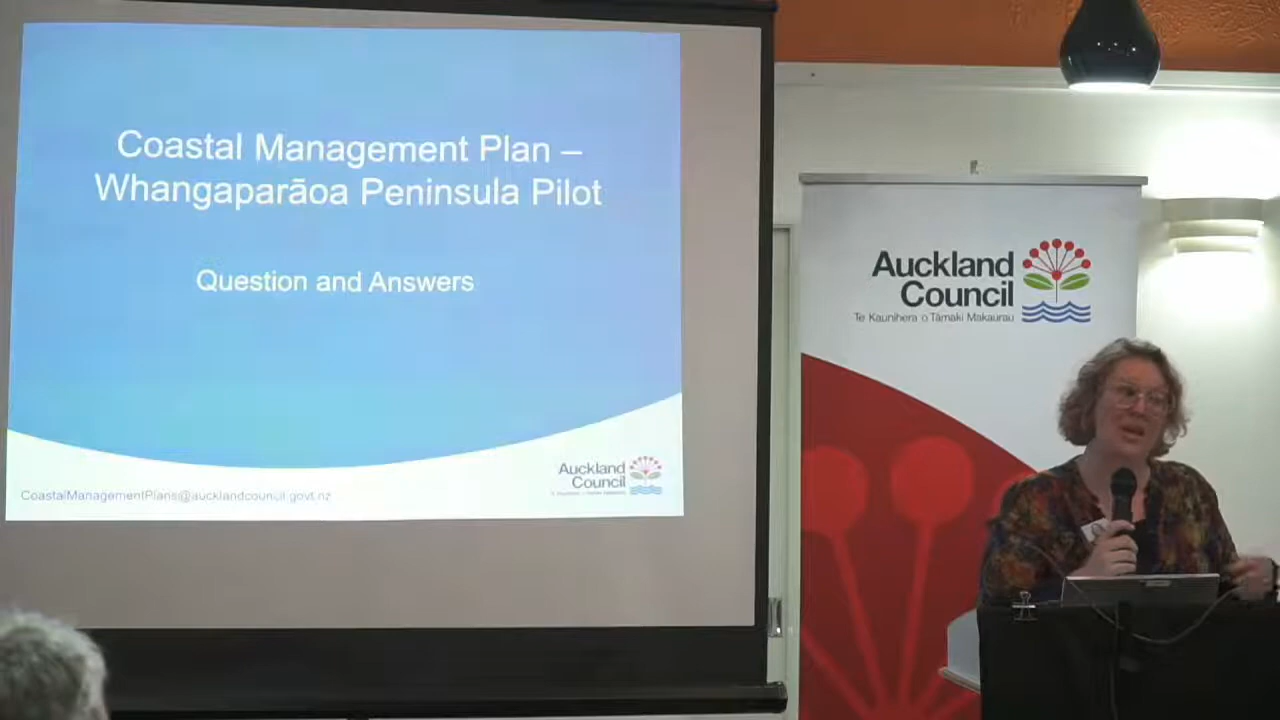 Coastal Management Plan –
Whangaparāoa Peninsula Pilot
Question and Answers
CoastalManagementPlans@aucklandcouncil.govt.nz
Auckland
Council
Auckland
Council
Te Kaunihera o Tāmaki Makaurau